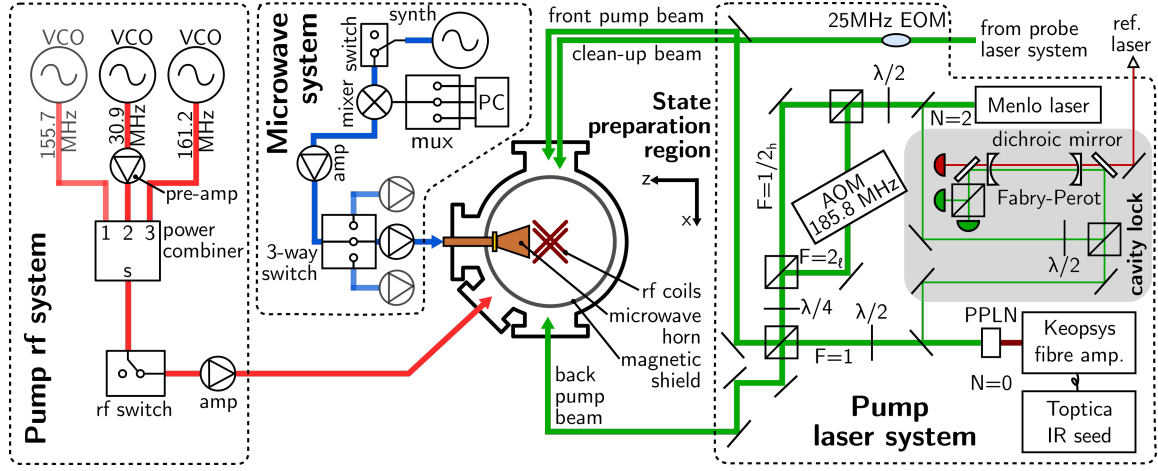 VCO
VCO
VCO
155.7
MHz
30.9
MHz
161.2
MHz
pre-amp
1 2 3
power
combiner
s
rf switch
amp
Pump rf system
Microwave
system
switch
synth
mixer
mux
PC
amp
3-way
switch
front pump beam
clean-up beam
State
preparation
region
z
x
rf coils
microwave
horn
magnetic
shield
back
pump
beam
25MHz EOM
from probe
laser system
ref.
laser
λ/2
Menlo laser
N=2
dichroic mirror
Fabry-Perot
cavity lock
λ/2
F=1/2ₕ
AOM
185.8 MHz
F=2ₗ
λ/4
λ/2
F=1
PPLN
Keopsys
fibre amp.
N=0
Toptica
IR seed
Pump
laser system